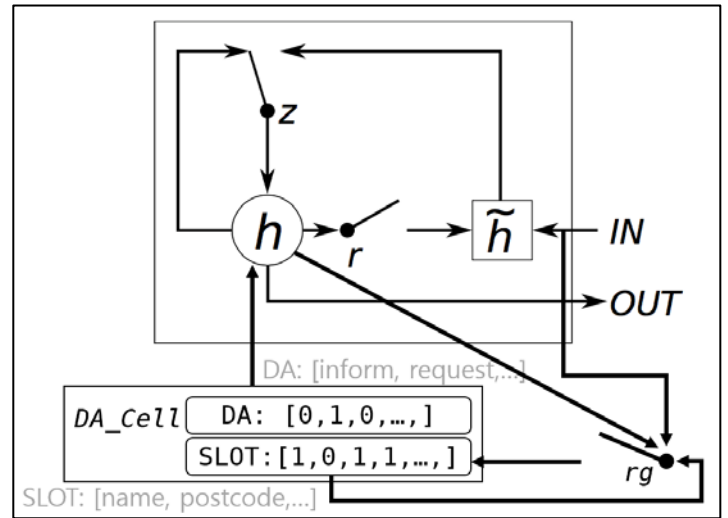 z
h
r
h̃
IN
OUT
DA: [inform, request,…]
DA_Cell
DA: [0,1,0,…,]
SLOT:[1,0,1,1,…,]
rg
SLOT: [name, postcode,…]